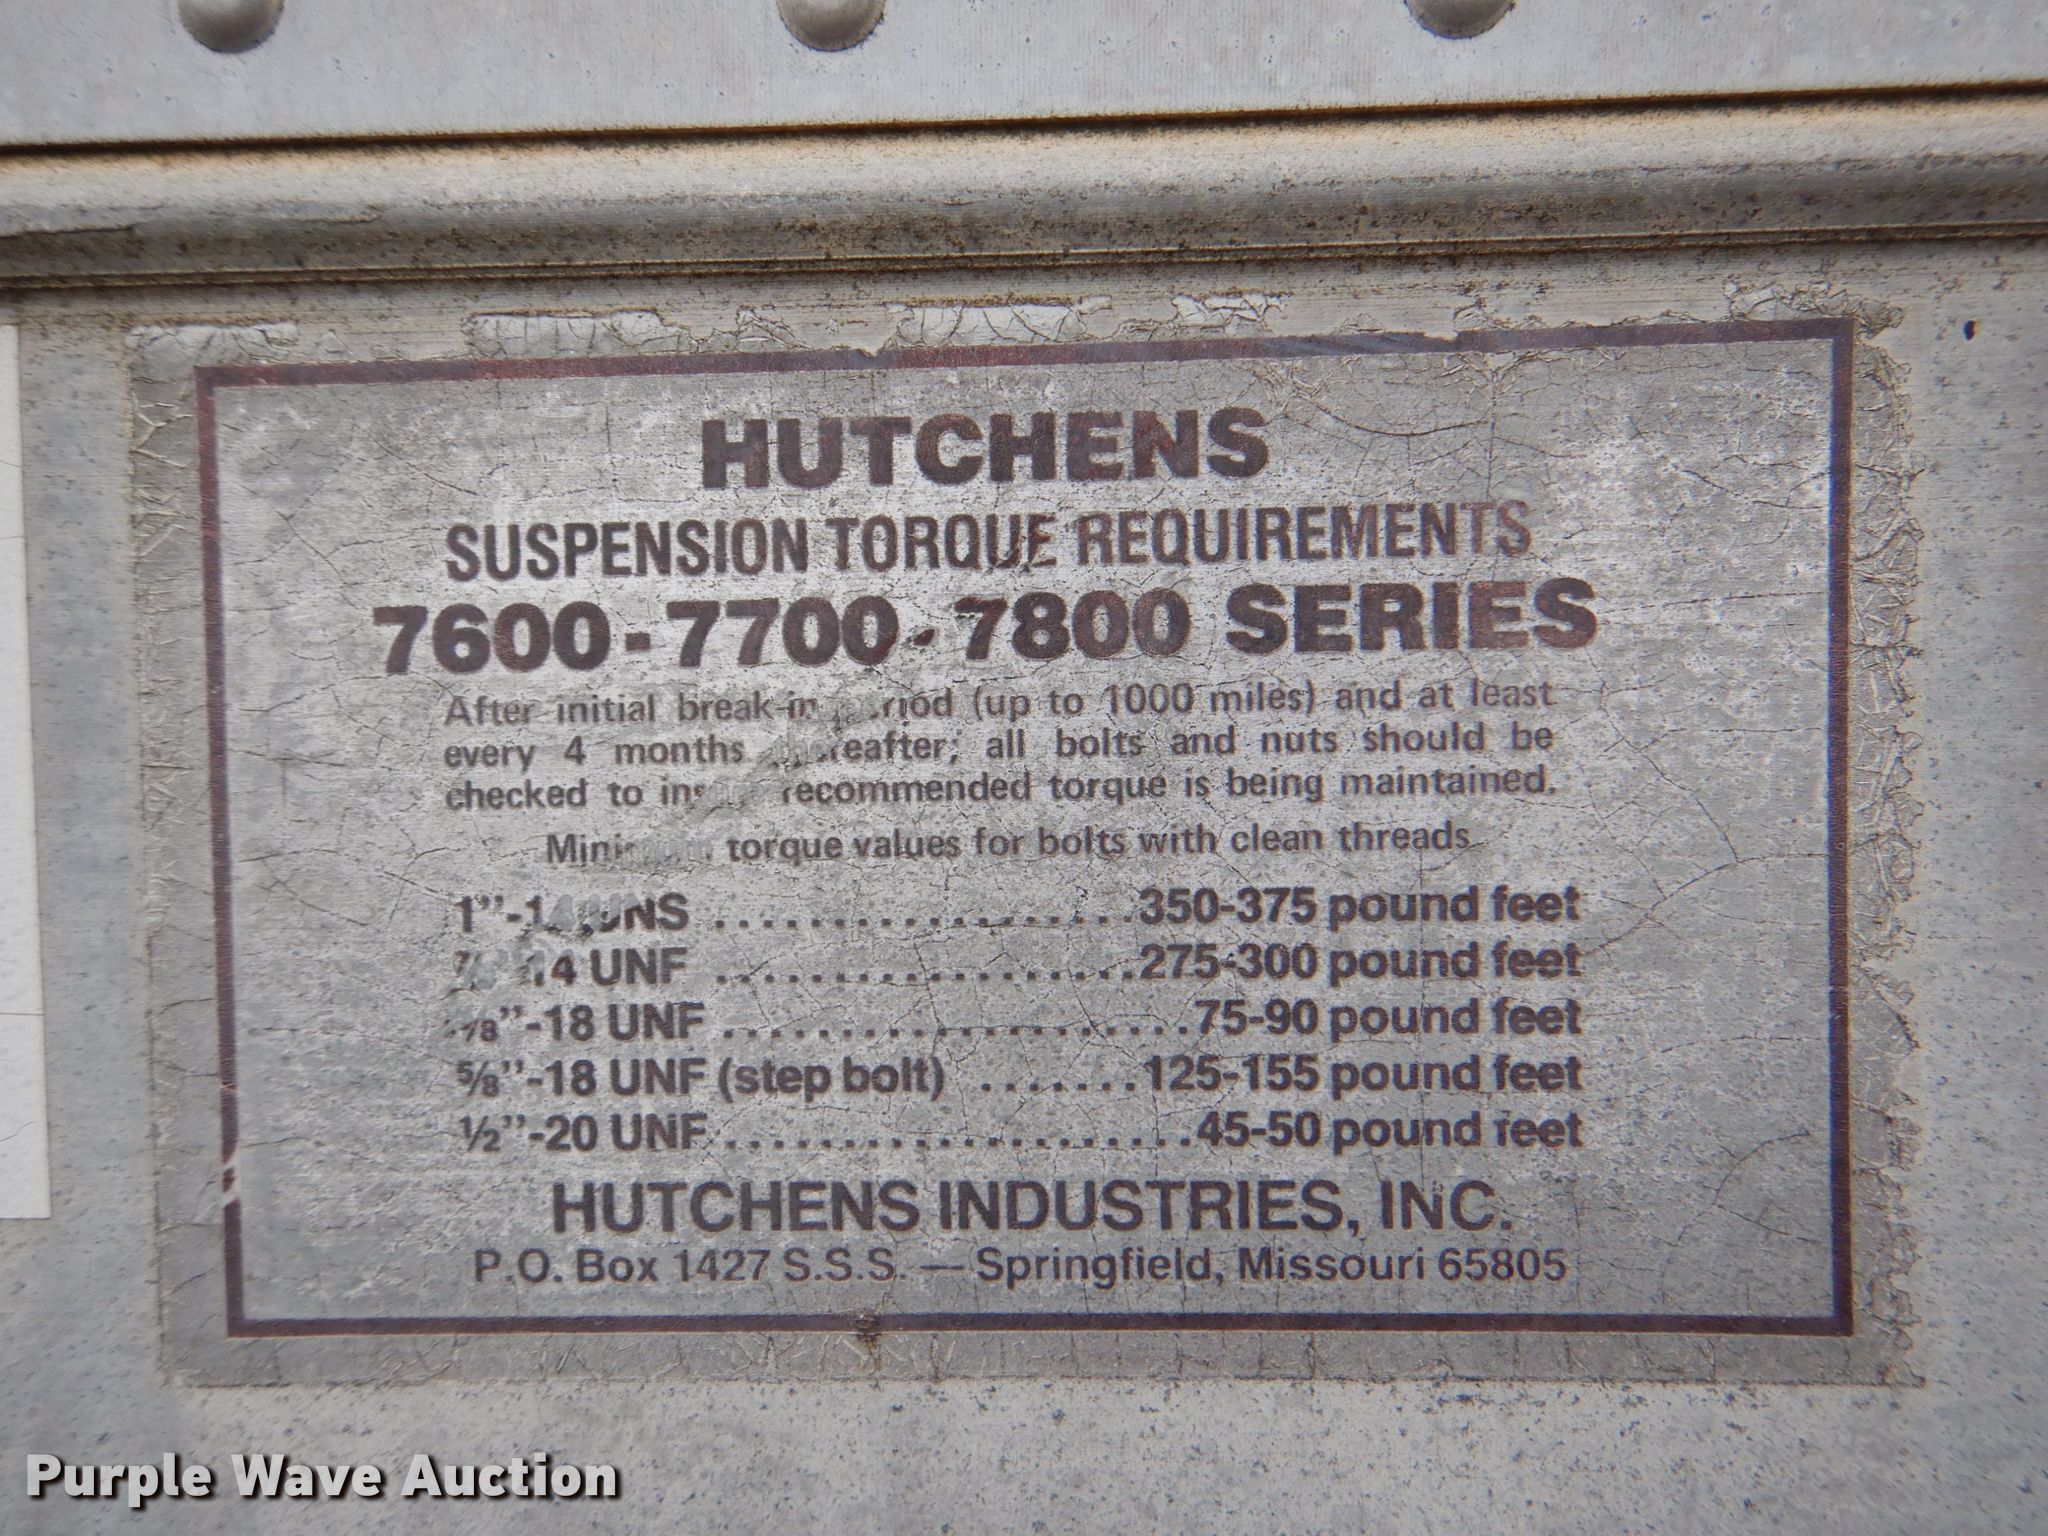 HUTCHENS
SUSPENSION TORQUE REQUIREMENTS
7600-7700-7800 SERIES
After initial break-in period (up to 1000 miles) and at least
every 4 months thereafter, all bolts and nuts should be
checked to insure recommended torque is being maintained.
Minimum torque values for bolts with clean threads
1"-14 UNS ................. 350-375 pound feet
14 UNF ................. 275-300 pound feet
-18 UNF ................... 75-90 pound feet
5/8"-18 UNF (step bolt) ....... 125-155 pound feet
1/2"-20 UNF ................... 45-50 pound feet
HUTCHENS INDUSTRIES, INC.
P.O. Box 1427 S.S.S. — Springfield, Missouri 65805
Purple Wave Auction